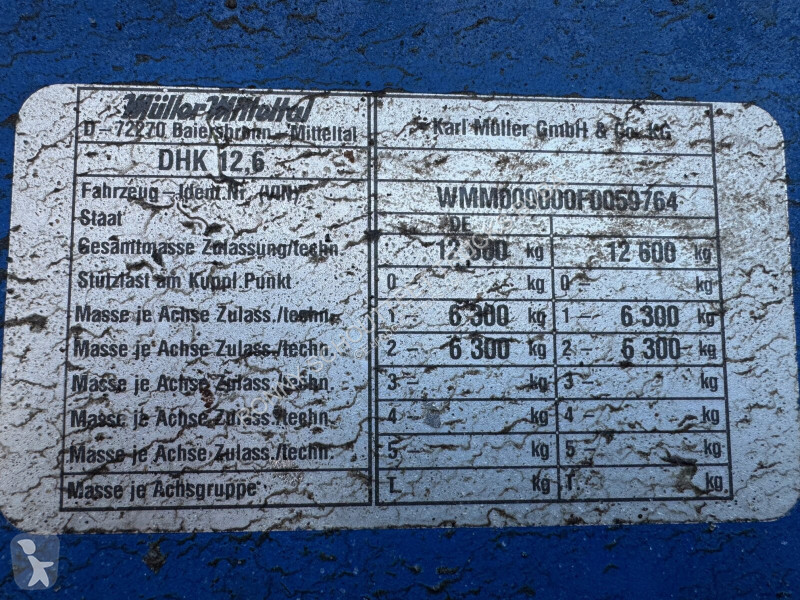 Müller-Mitteltal
D-72270 Baiersbronn-Mitteltal Karl Müller GmbH & Co. KG
DHK 12,6
Fahrzeug-Ident.Nr. (VIN) WMM000000F0059764
Staat DE
Gesamtmasse Zulassung/techn. 12 kg 12 600 kg
Stützlast am Kuppl.Punkt 0- kg 0- kg
Masse je Achse Zulass./techn. 1- 6 300 kg 1- 6 300 kg
Masse je Achse Zulass./techn. 2- 6 300 kg 2- 6 300 kg
Masse je Achse Zulass./techn. 3- kg 3- kg
Masse je Achse Zulass./techn. 4- kg 4- kg
Masse je Achse Zulass./techn. 5- kg 5- kg
Masse je Achsgruppe T- kg T- kg